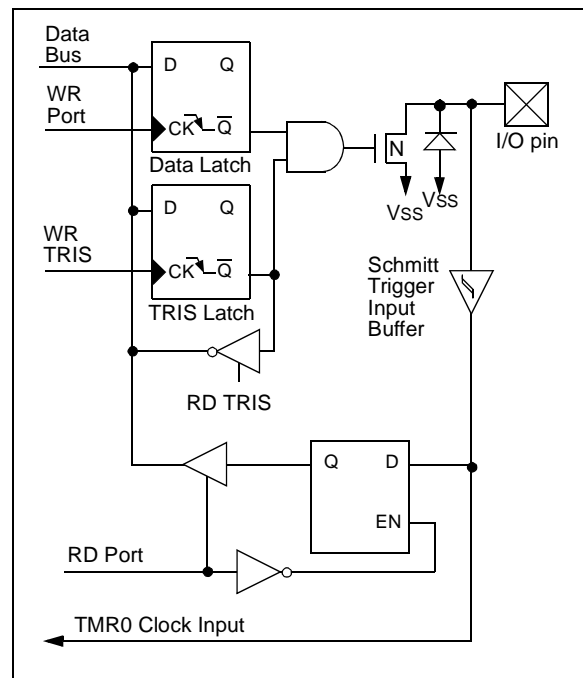 Data
Bus
D Q
WR
Port
CK Q̅
N
I/O pin
Data Latch
VSS
VSS
D Q
WR
TRIS
CK Q̅
Schmitt
Trigger
Input
Buffer
TRIS Latch
RD TRIS
Q D
EN
RD Port
TMR0 Clock Input